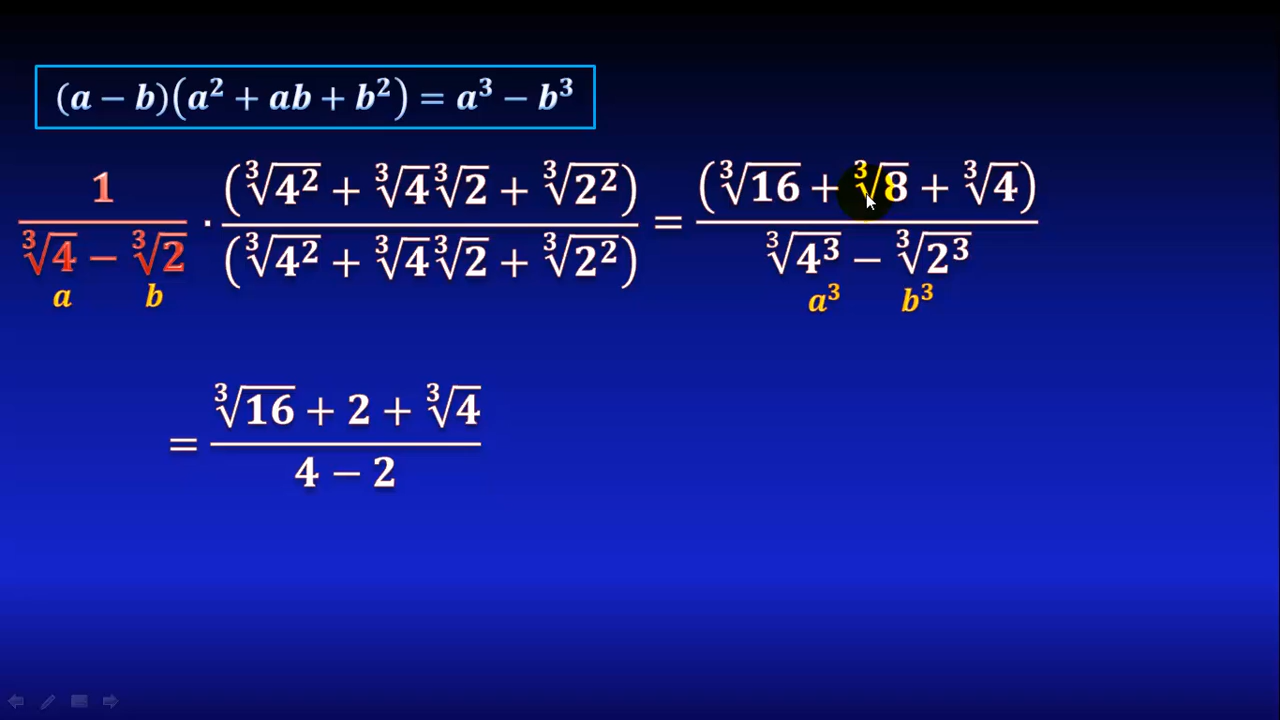 (a − b)(a² + ab + b²) = a³ − b³
1/(∛4 − ∛2) · (∛4² + ∛4∛2 + ∛2²)/(∛4² + ∛4∛2 + ∛2²) = (∛16 + ∛8 + ∛4)/(∛4³ − ∛2³)
a b a³ b³
= (∛16 + 2 + ∛4)/(4 − 2)